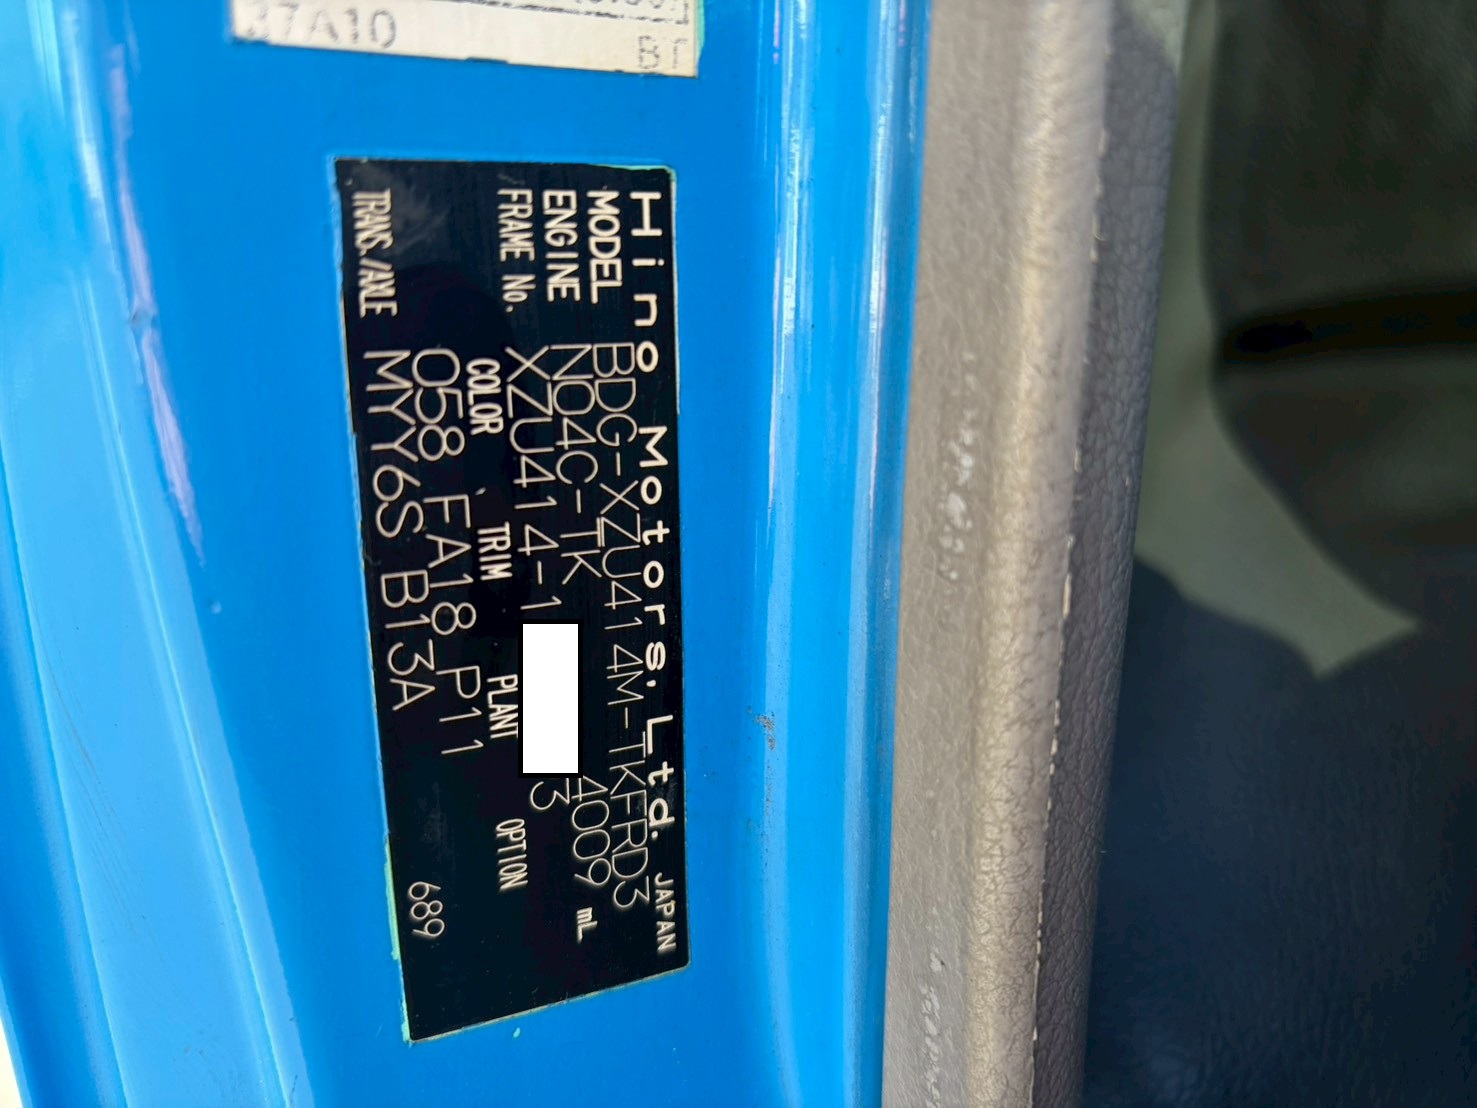 37A10
Hino Motors, Ltd. JAPAN
MODEL BDG-XZU414M-TKFRD3
ENGINE N04C-TK 4009 mL
FRAME No. XZU414-1 3
COLOR TRIM PLANT OPTION
058 FA18 P11 689
TRANS./AXLE MYY6S B13A